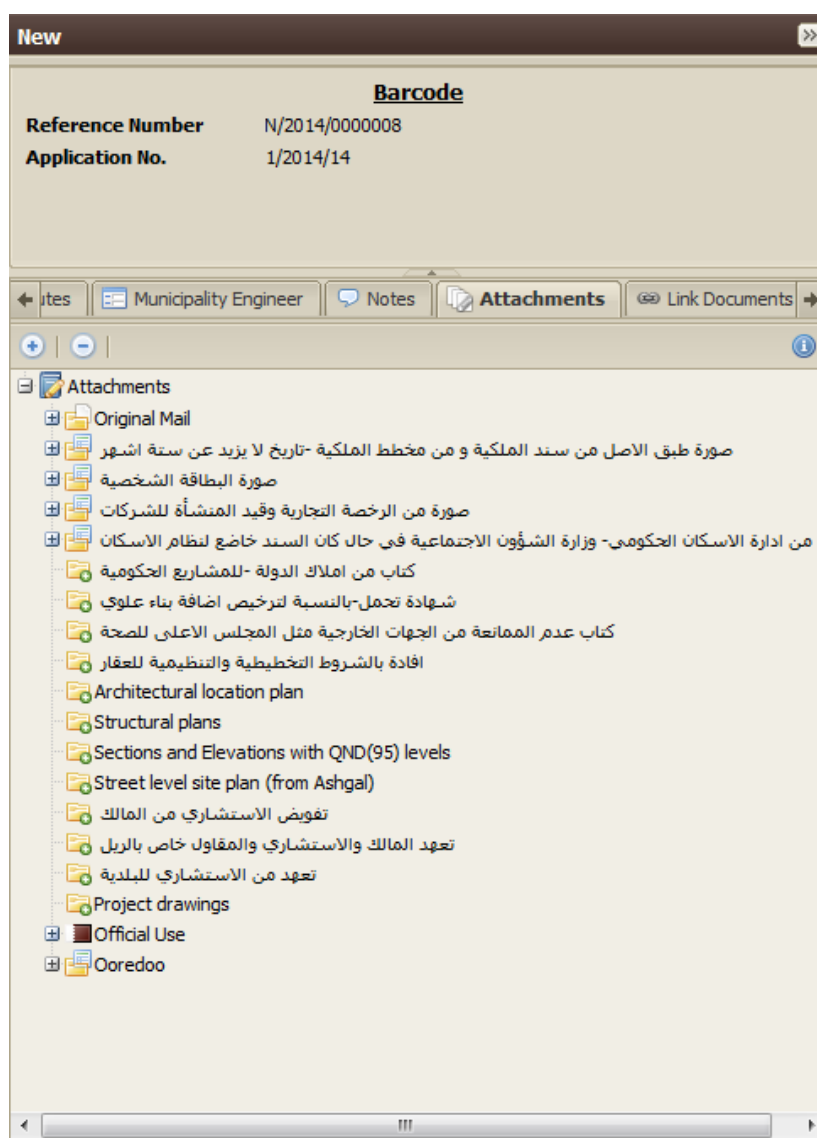 New
Barcode
Reference Number N/2014/0000008
Application No. 1/2014/14
utes Municipality Engineer Notes Attachments Link Documents
Attachments
Original Mail
صورة طبق الاصل من سند الملكية و من مخطط الملكية -تاريخ لا يزيد عن ستة اشهر
صورة البطاقة الشخصية
صورة من الرخصة التجارية وقيد المنشأة للشركات
من ادارة الاسكان الحكومي- وزارة الشؤون الاجتماعية في حال كان السند خاضع لنظام الاسكان
كتاب من املاك الدولة -للمشاريع الحكومية
شهادة تحمل-بالنسبة لترخيص اضافة بناء علوي
كتاب عدم الممانعة من الجهات الخارجية مثل المجلس الاعلى للصحة
افادة بالشروط التخطيطية والتنظيمية للعقار
Architectural location plan
Structural plans
Sections and Elevations with QND(95) levels
Street level site plan (from Ashgal)
تفويض الاستشاري من المالك
تعهد المالك والاستشاري والمقاول خاص بالريل
تعهد من الاستشاري للبلدية
Project drawings
Official Use
Ooredoo